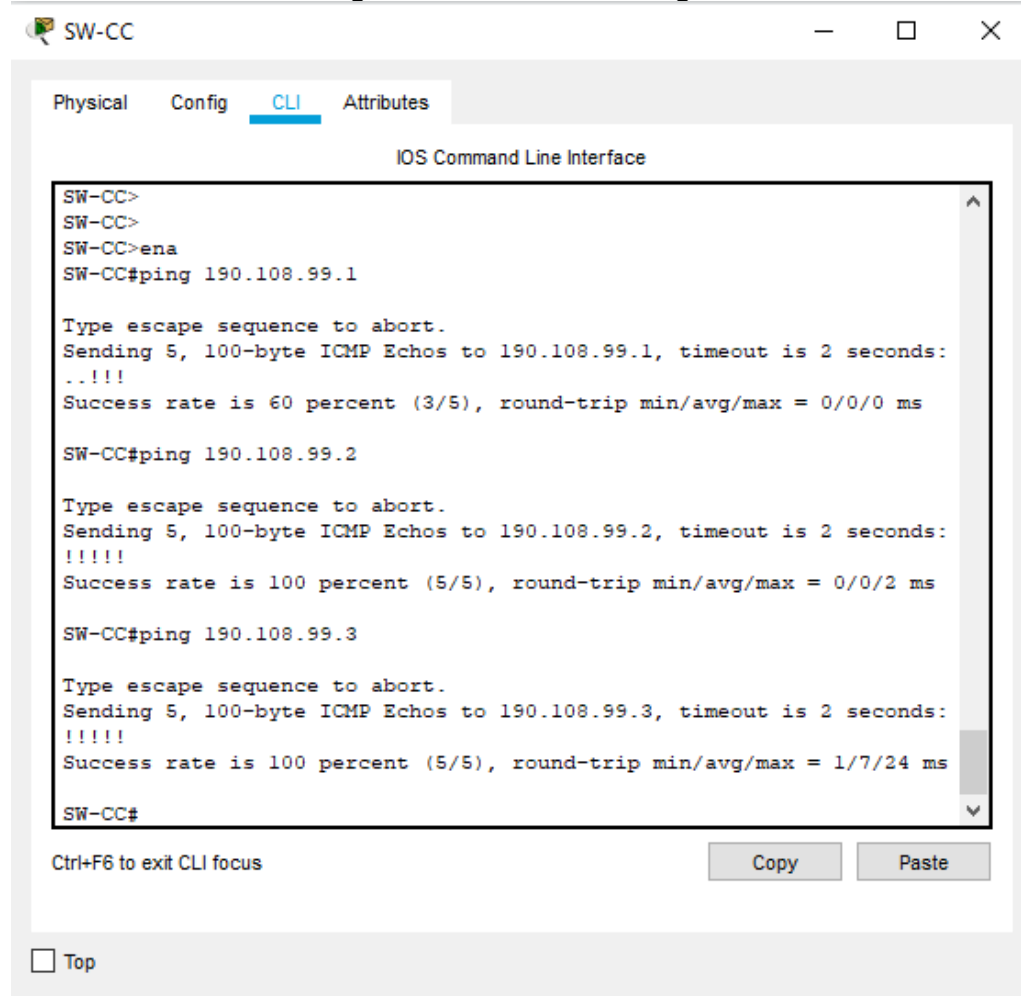 SW-CC
Physical Config CLI Attributes
IOS Command Line Interface
SW-CC>
SW-CC>
SW-CC>ena
SW-CC#ping 190.108.99.1
Type escape sequence to abort.
Sending 5, 100-byte ICMP Echos to 190.108.99.1, timeout is 2 seconds:
..!!!
Success rate is 60 percent (3/5), round-trip min/avg/max = 0/0/0 ms
SW-CC#ping 190.108.99.2
Type escape sequence to abort.
Sending 5, 100-byte ICMP Echos to 190.108.99.2, timeout is 2 seconds:
!!!!!
Success rate is 100 percent (5/5), round-trip min/avg/max = 0/0/2 ms
SW-CC#ping 190.108.99.3
Type escape sequence to abort.
Sending 5, 100-byte ICMP Echos to 190.108.99.3, timeout is 2 seconds:
!!!!!
Success rate is 100 percent (5/5), round-trip min/avg/max = 1/7/24 ms
SW-CC#
Ctrl+F6 to exit CLI focus
Copy Paste
Top